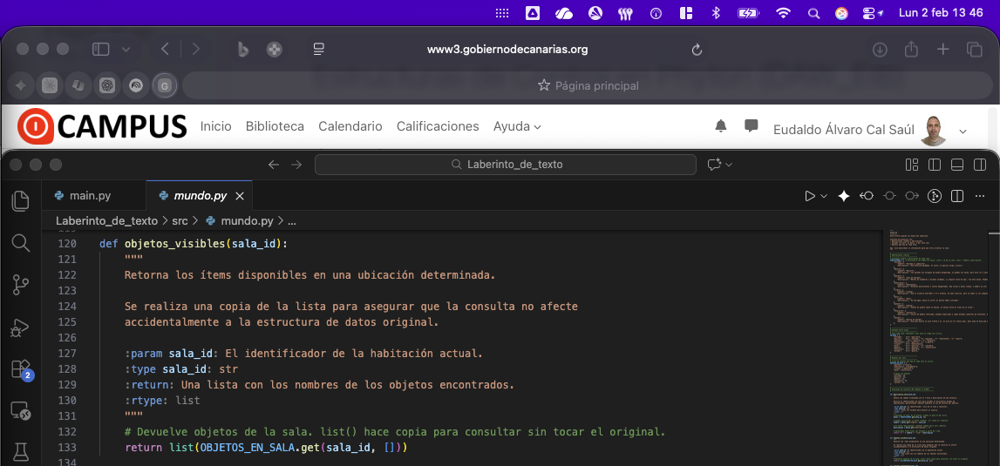 Lun 2 feb 13 46
www3.gobiernodecanarias.org
G
Página principal
CAMPUS Inicio Biblioteca Calendario Calificaciones Ayuda Eudaldo Álvaro Cal Saúl
Laberinto_de_texto
main.py mundo.py
Laberinto_de_texto > src > mundo.py > ...
120 def objetos_visibles(sala_id):
121 """
122 Retorna los ítems disponibles en una ubicación determinada.
123
124 Se realiza una copia de la lista para asegurar que la consulta no afecte
125 accidentalmente a la estructura de datos original.
126
127 :param sala_id: El identificador de la habitación actual.
128 :type sala_id: str
129 :return: Una lista con los nombres de los objetos encontrados.
130 :rtype: list
131 """
132 # Devuelve objetos de la sala. list() hace copia para consultar sin tocar el original.
133 return list(OBJETOS_EN_SALA.get(sala_id, []))
134
2